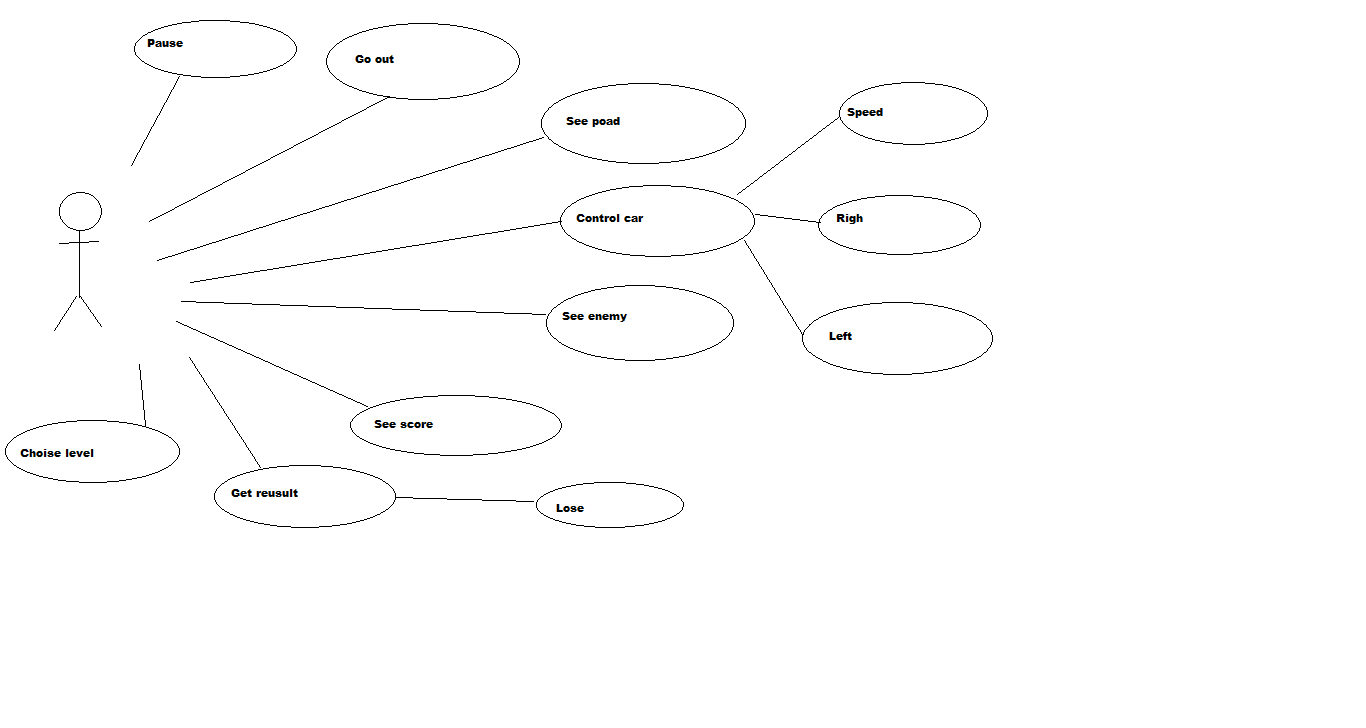 Pause
Go out
See poad
Speed
Control car
Righ
See enemy
Left
See score
Choise level
Get reusult
Lose